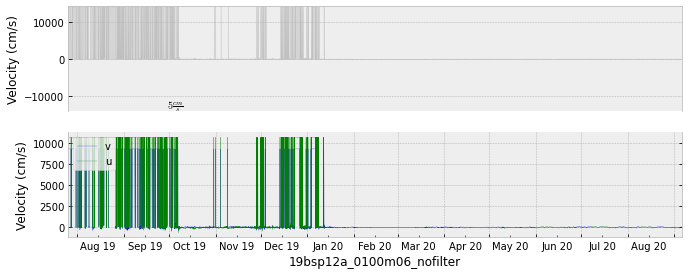 Velocity (cm/s)
10000
0
−10000
5 cm/s
Velocity (cm/s)
10000
7500
5000
2500
0
v
u
Aug 19 Sep 19 Oct 19 Nov 19 Dec 19 Jan 20 Feb 20 Mar 20 Apr 20 May 20 Jun 20 Jul 20 Aug 20
19bsp12a_0100m06_nofilter